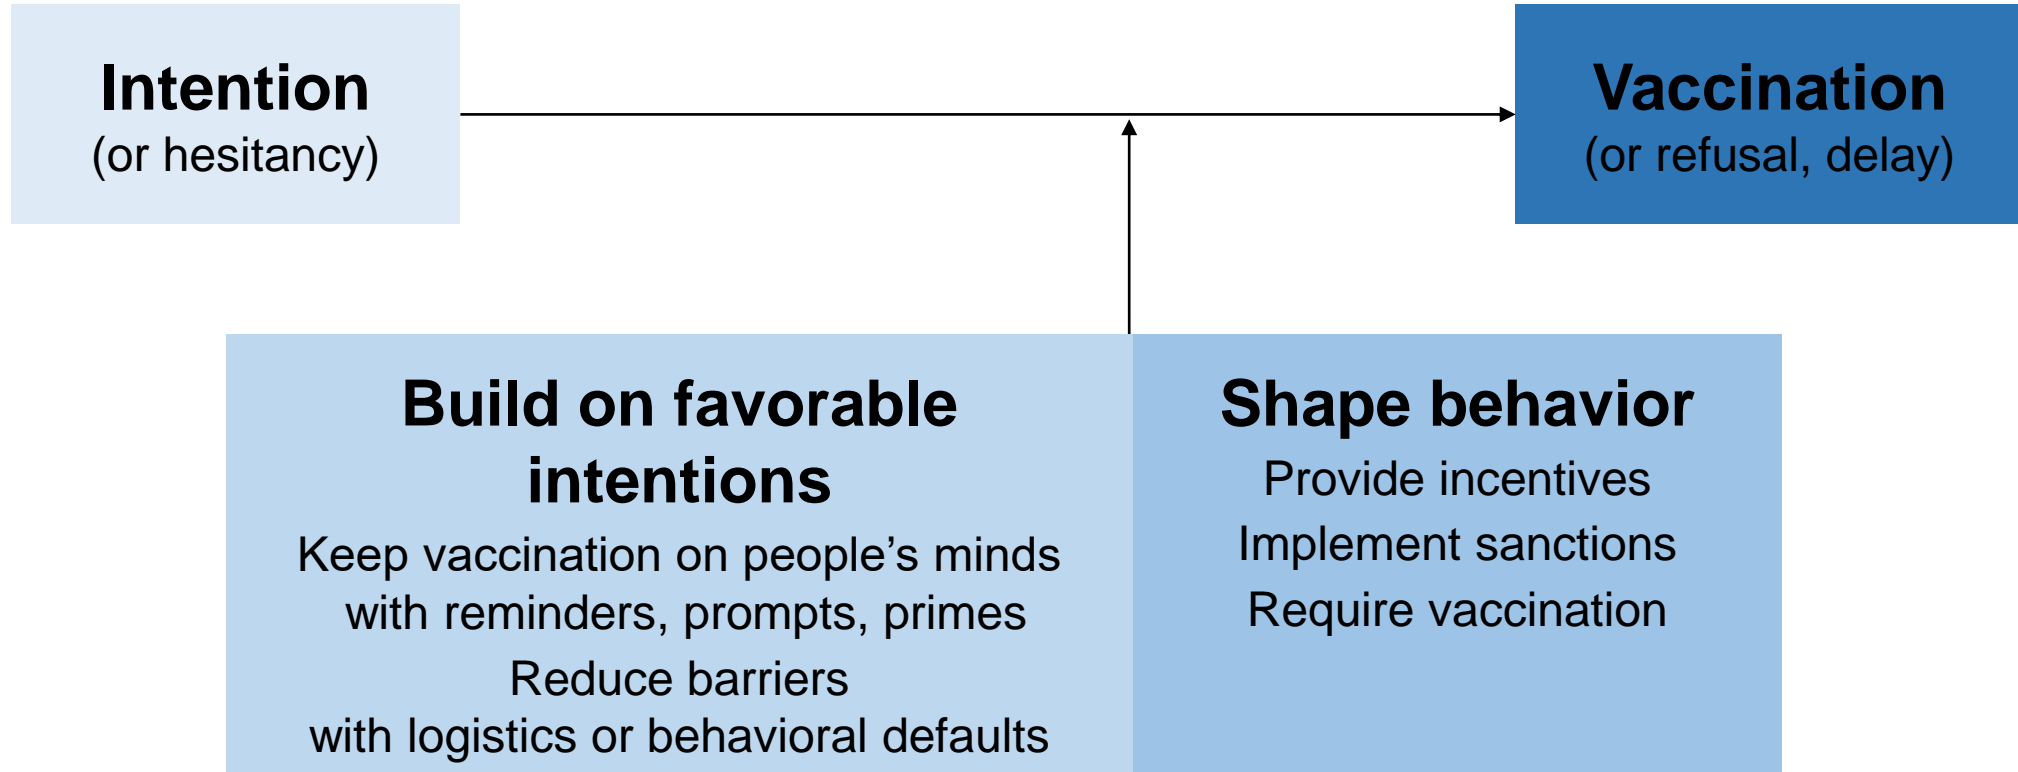 Intention
(or hesitancy)
Vaccination
(or refusal, delay)
Build on favorable
intentions
Keep vaccination on people’s minds
with reminders, prompts, primes
Reduce barriers
with logistics or behavioral defaults
Shape behavior
Provide incentives
Implement sanctions
Require vaccination